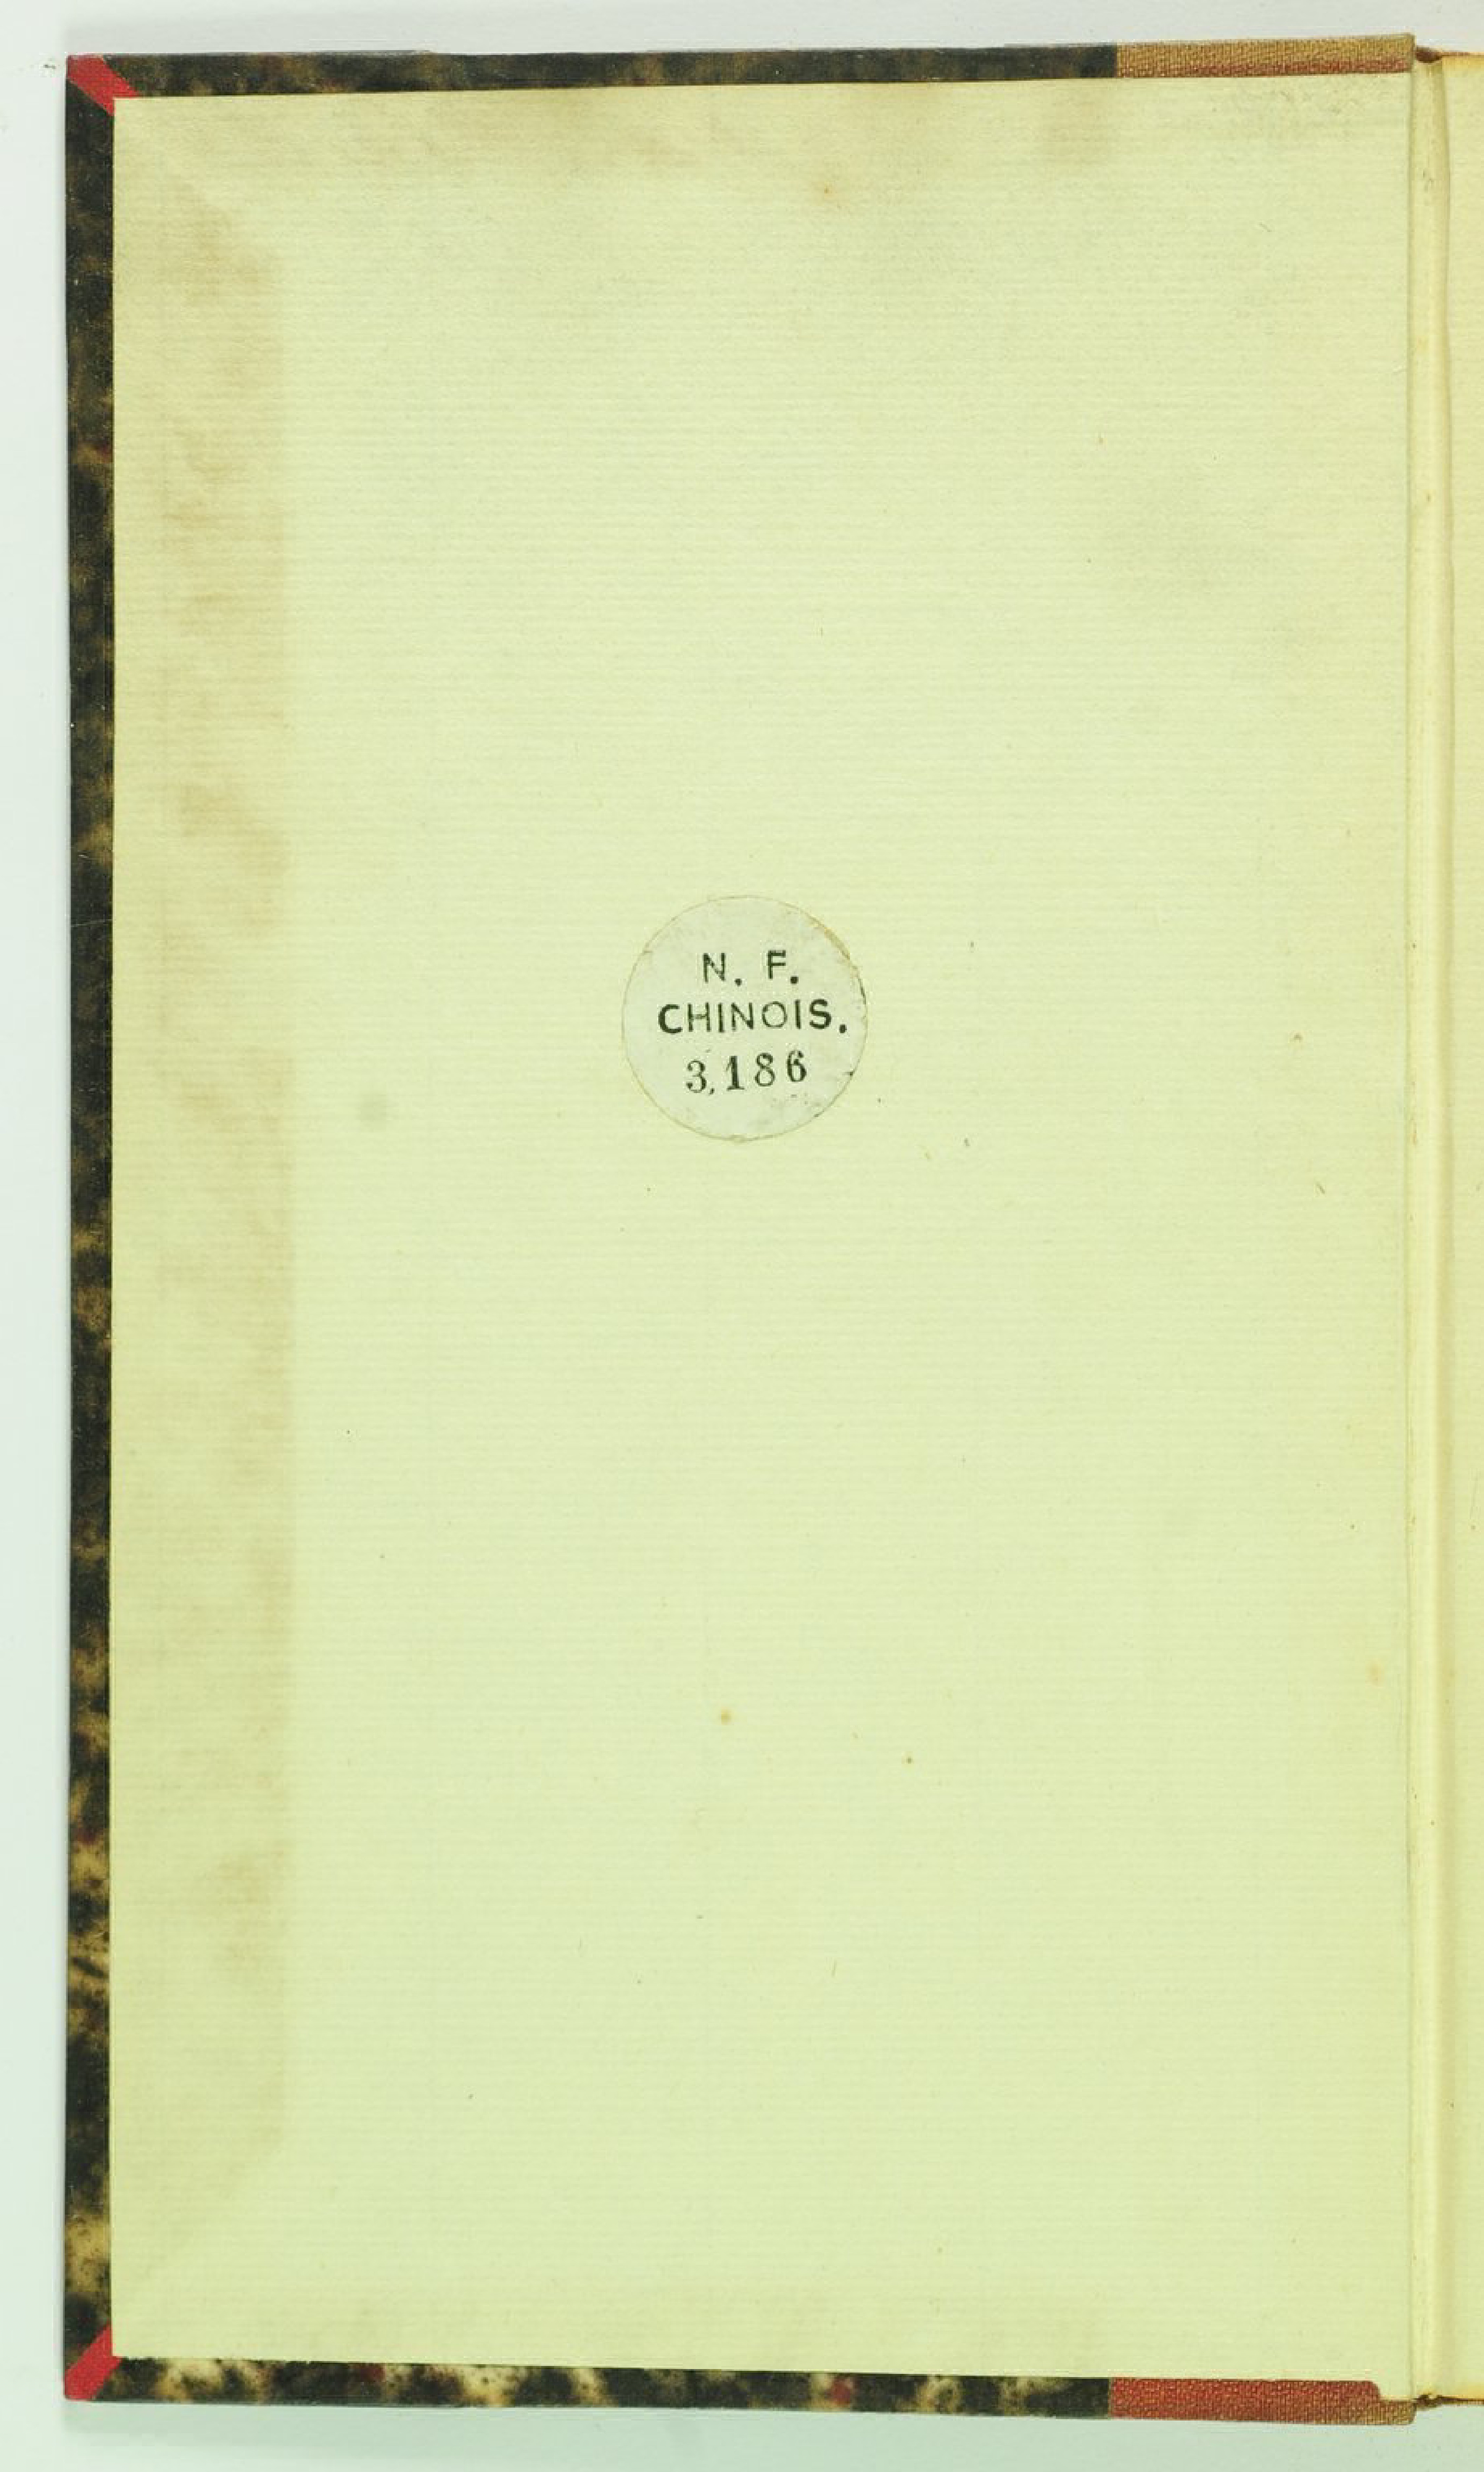 N. F.
CHINOIS.
3,186